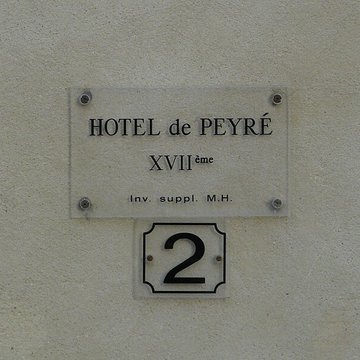 HOTEL de PEYRÉ
XVIIème
Inv. suppl. M.H.
2